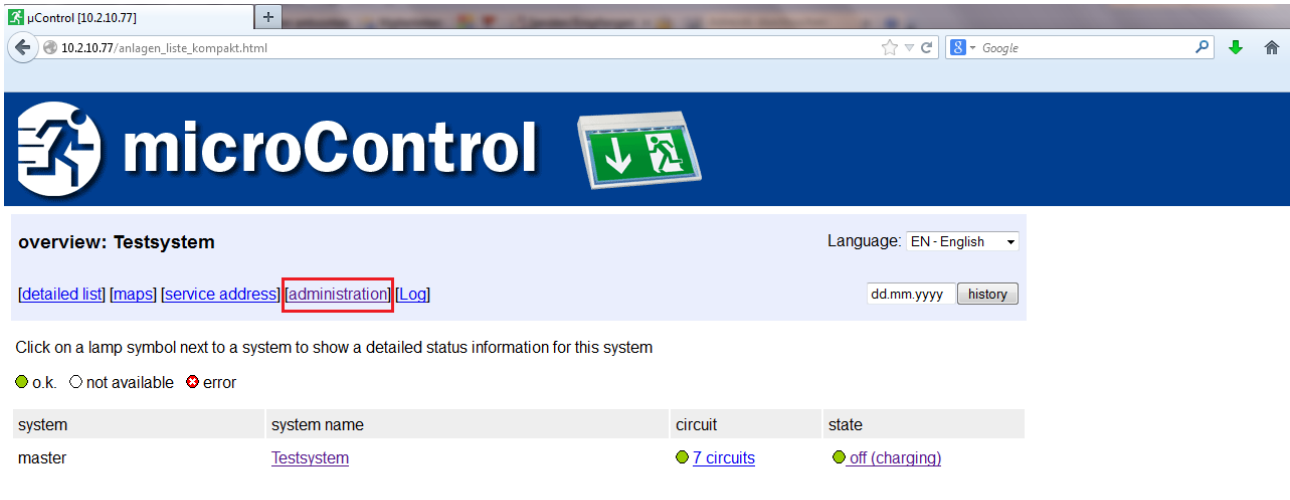 µControl [10.2.10.77]
10.2.10.77/anlagen_liste_kompakt.html
Google
microControl
overview: Testsystem
Language: EN - English
[detailed list] [maps] [service address] [administration] [Log]
dd.mm.yyyy history
Click on a lamp symbol next to a system to show a detailed status information for this system
o.k. not available error
system system name circuit state
master Testsystem 7 circuits off (charging)